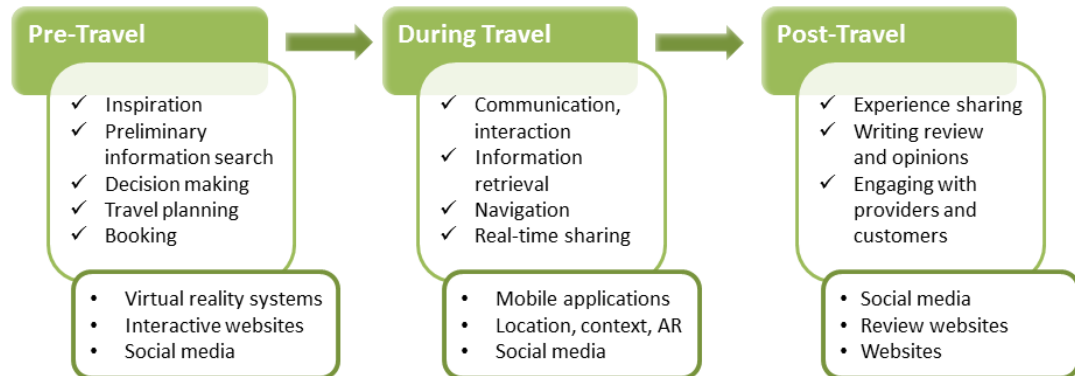 Pre-Travel
✓ Inspiration
✓ Preliminary
information search
✓ Decision making
✓ Travel planning
✓ Booking
• Virtual reality systems
• Interactive websites
• Social media
During Travel
✓ Communication,
interaction
✓ Information
retrieval
✓ Navigation
✓ Real-time sharing
• Mobile applications
• Location, context, AR
• Social media
Post-Travel
✓ Experience sharing
✓ Writing review
and opinions
✓ Engaging with
providers and
customers
• Social media
• Review websites
• Websites